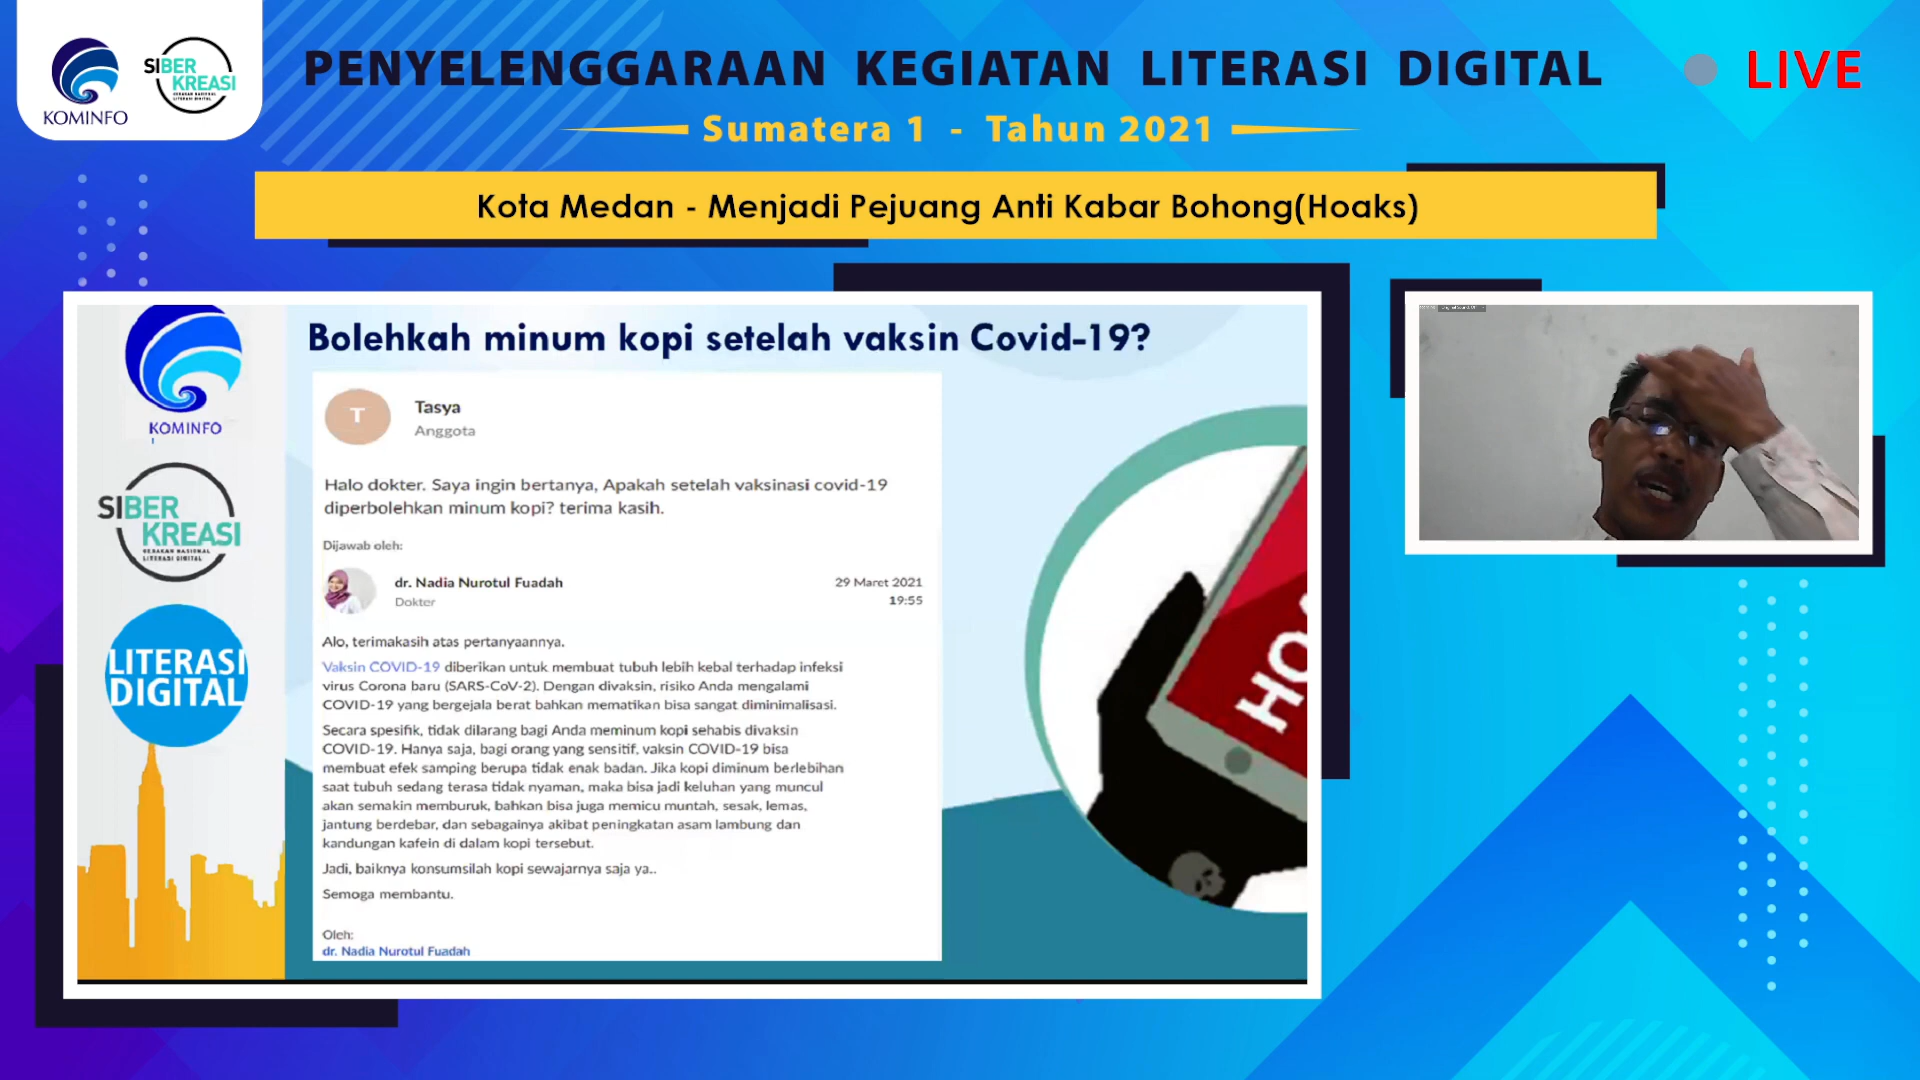 KOMINFO
SIBER
KREASI
GERAKAN NASIONAL
LITERASI DIGITAL
PENYELENGGARAAN KEGIATAN LITERASI DIGITAL
LIVE
Sumatera 1 - Tahun 2021
Kota Medan - Menjadi Pejuang Anti Kabar Bohong(Hoaks)
KOMINFO
SIBER
KREASI
GERAKAN NASIONAL
LITERASI DIGITAL
LITERASI
DIGITAL
Bolehkah minum kopi setelah vaksin Covid-19?
T
Tasya
Anggota
Halo dokter. Saya ingin bertanya, Apakah setelah vaksinasi covid-19
diperbolehkan minum kopi? terima kasih.
Dijawab oleh:
dr. Nadia Nurotul Fuadah
Dokter
29 Maret 2021
19:55
Alo, terimakasih atas pertanyaannya.
Vaksin COVID-19 diberikan untuk membuat tubuh lebih kebal terhadap infeksi
virus Corona baru (SARS-CoV-2). Dengan divaksin, risiko Anda mengalami
COVID-19 yang bergejala berat bahkan mematikan bisa sangat diminimalisasi.
Secara spesifik, tidak dilarang bagi Anda meminum kopi sehabis divaksin
COVID-19. Hanya saja, bagi orang yang sensitif, vaksin COVID-19 bisa
membuat efek samping berupa tidak enak badan. Jika kopi diminum berlebihan
saat tubuh sedang terasa tidak nyaman, maka bisa jadi keluhan yang muncul
akan semakin memburuk, bahkan bisa juga memicu muntah, sesak, lemas,
jantung berdebar, dan sebagainya akibat peningkatan asam lambung dan
kandungan kafein di dalam kopi tersebut.
Jadi, baiknya konsumsilah kopi sewajarnya saja ya..
Semoga membantu.
Oleh:
dr. Nadia Nurotul Fuadah
HO